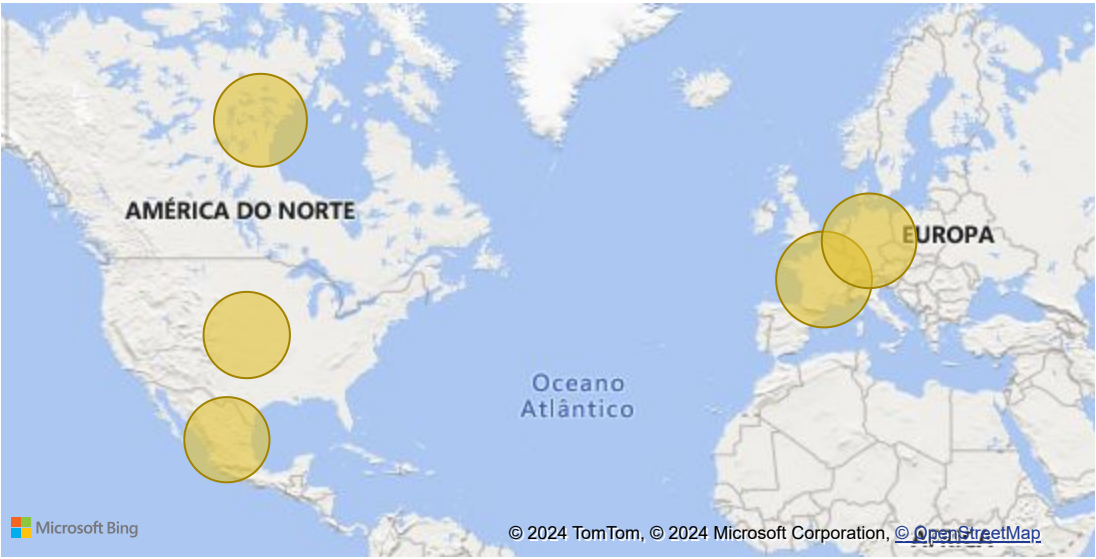 AMÉRICA DO NORTE
EUROPA
Oceano
Atlântico
Microsoft Bing
© 2024 TomTom, © 2024 Microsoft Corporation, © OpenStreetMap